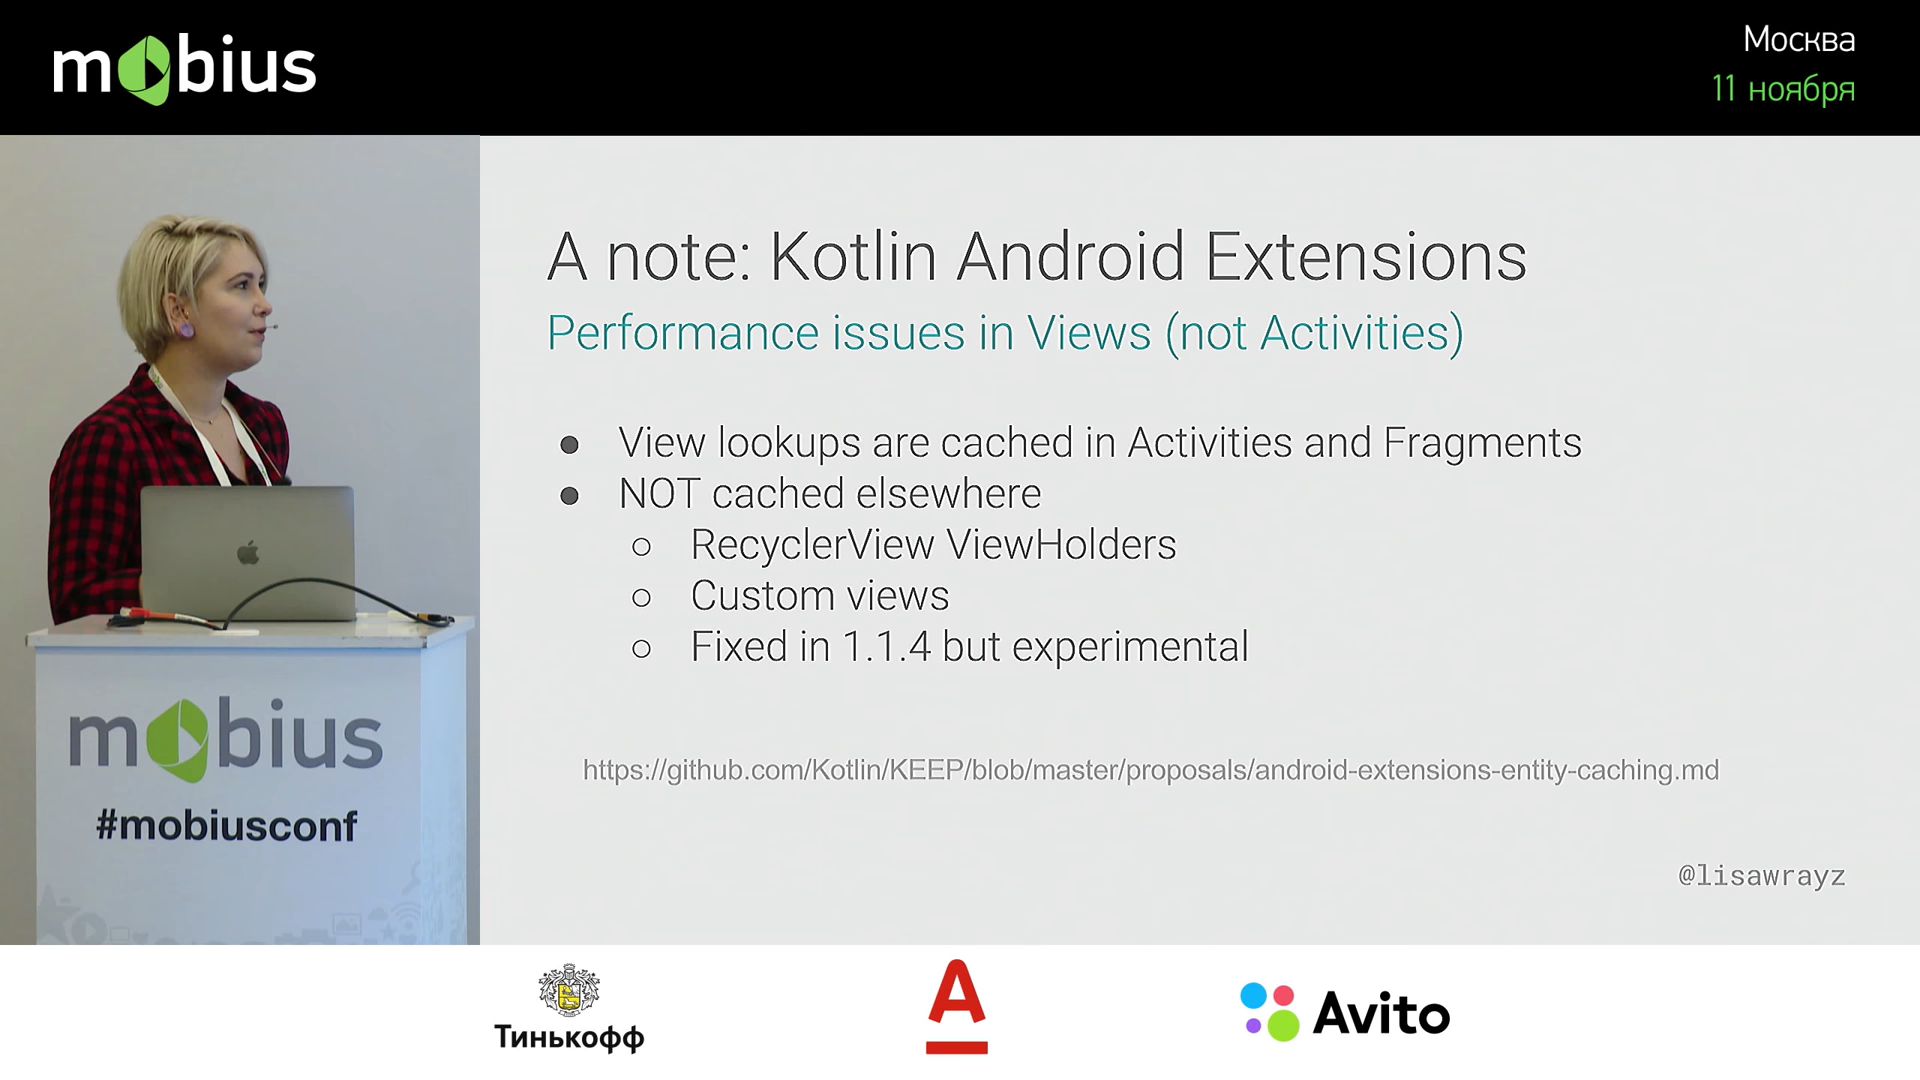 mobius
Москва
11 ноября
A note: Kotlin Android Extensions
Performance issues in Views (not Activities)
● View lookups are cached in Activities and Fragments
● NOT cached elsewhere
○ RecyclerView ViewHolders
○ Custom views
○ Fixed in 1.1.4 but experimental
https://github.com/Kotlin/KEEP/blob/master/proposals/android-extensions-entity-caching.md
@lisawrayz
mobius
#mobiusconf
Тинькофф
А
Avito